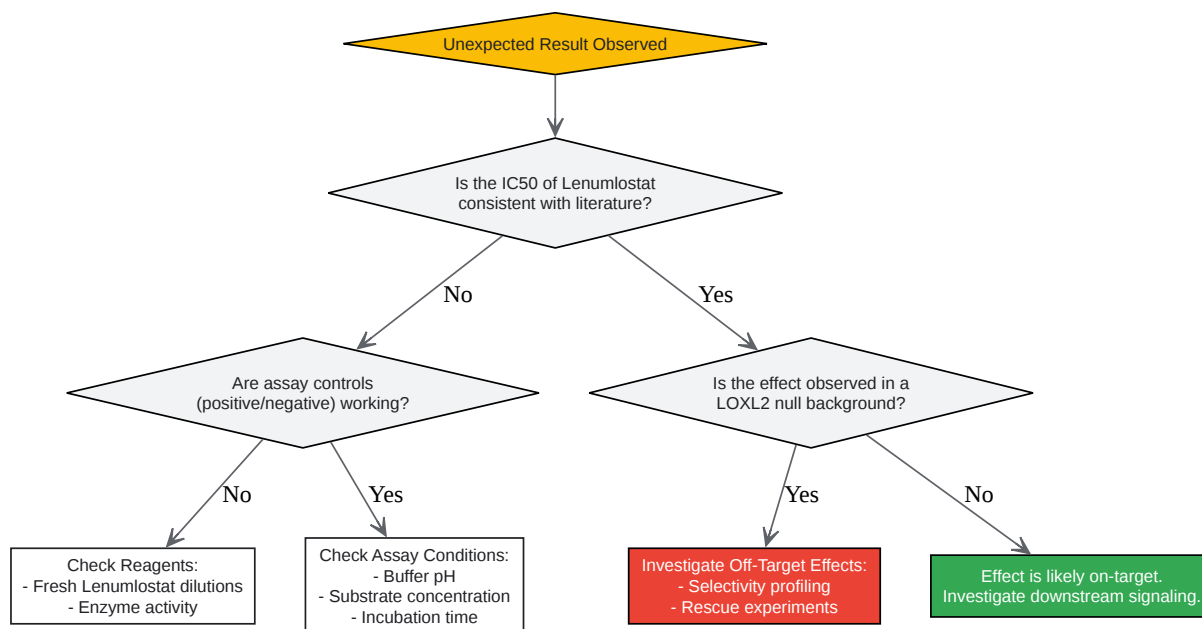 Unexpected Result Observed
Is the IC50 of Lenumlostat
consistent with literature?
No
Yes
Are assay controls
(positive/negative) working?
Is the effect observed in a
LOXL2 null background?
No
Yes
Yes
No
Check Reagents:
- Fresh Lenumlostat dilutions
- Enzyme activity
Check Assay Conditions:
- Buffer pH
- Substrate concentration
- Incubation time
Investigate Off-Target Effects:
- Selectivity profiling
- Rescue experiments
Effect is likely on-target.
Investigate downstream signaling.